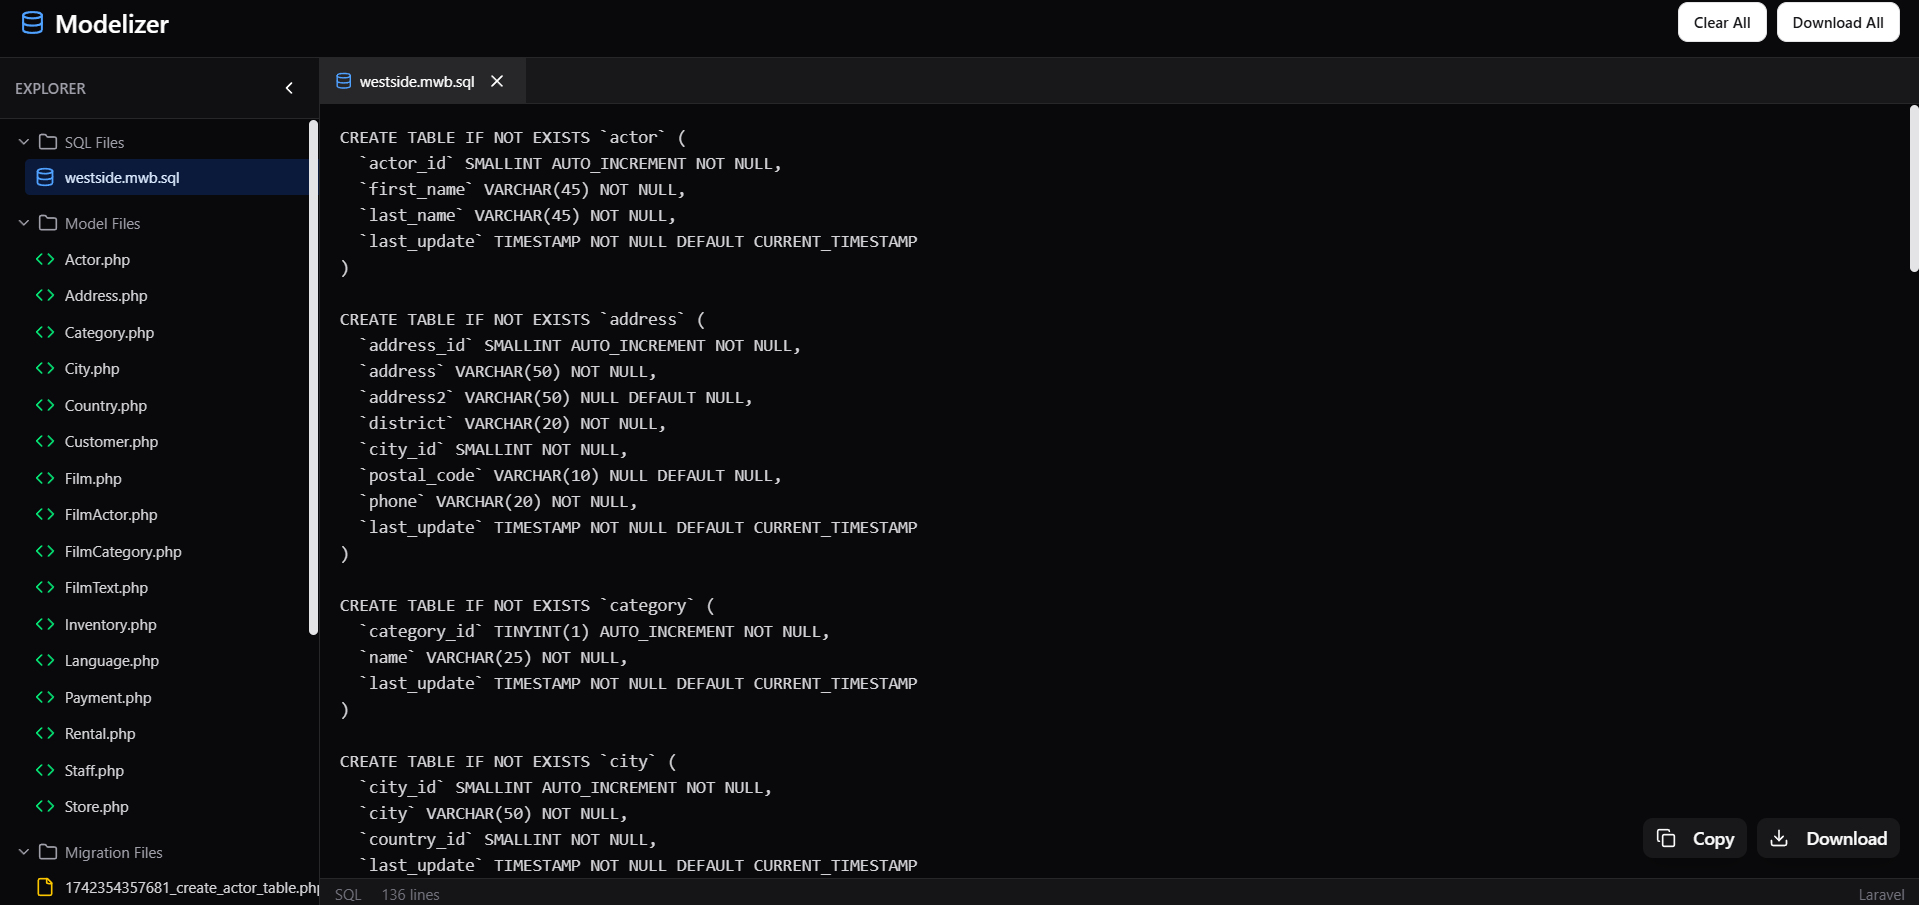 Modelizer
Clear All
Download All
EXPLORER
SQL Files
westside.mwb.sql
Model Files
Actor.php
Address.php
Category.php
City.php
Country.php
Customer.php
Film.php
FilmActor.php
FilmCategory.php
FilmText.php
Inventory.php
Language.php
Payment.php
Rental.php
Staff.php
Store.php
Migration Files
1742354357681_create_actor_table.php
westside.mwb.sql
CREATE TABLE IF NOT EXISTS `actor` (
  `actor_id` SMALLINT AUTO_INCREMENT NOT NULL,
  `first_name` VARCHAR(45) NOT NULL,
  `last_name` VARCHAR(45) NOT NULL,
  `last_update` TIMESTAMP NOT NULL DEFAULT CURRENT_TIMESTAMP
)
CREATE TABLE IF NOT EXISTS `address` (
  `address_id` SMALLINT AUTO_INCREMENT NOT NULL,
  `address` VARCHAR(50) NOT NULL,
  `address2` VARCHAR(50) NULL DEFAULT NULL,
  `district` VARCHAR(20) NOT NULL,
  `city_id` SMALLINT NOT NULL,
  `postal_code` VARCHAR(10) NULL DEFAULT NULL,
  `phone` VARCHAR(20) NOT NULL,
  `last_update` TIMESTAMP NOT NULL DEFAULT CURRENT_TIMESTAMP
)
CREATE TABLE IF NOT EXISTS `category` (
  `category_id` TINYINT(1) AUTO_INCREMENT NOT NULL,
  `name` VARCHAR(25) NOT NULL,
  `last_update` TIMESTAMP NOT NULL DEFAULT CURRENT_TIMESTAMP
)
CREATE TABLE IF NOT EXISTS `city` (
  `city_id` SMALLINT AUTO_INCREMENT NOT NULL,
  `city` VARCHAR(50) NOT NULL,
  `country_id` SMALLINT NOT NULL,
  `last_update` TIMESTAMP NOT NULL DEFAULT CURRENT_TIMESTAMP
Copy
Download
SQL
136 lines
Laravel